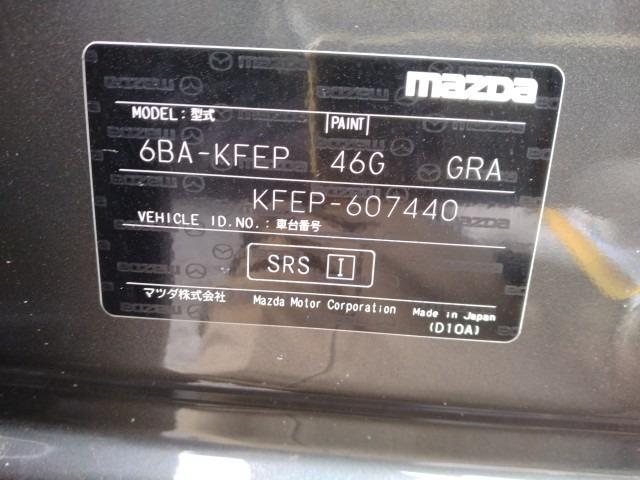 mazda
MODEL: 型式 PAINT
6BA-KFEP 46G GRA
KFEP-607440
VEHICLE ID.NO.: 車台番号
SRS I
マツダ株式会社 Mazda Motor Corporation Made in Japan
(D10A)